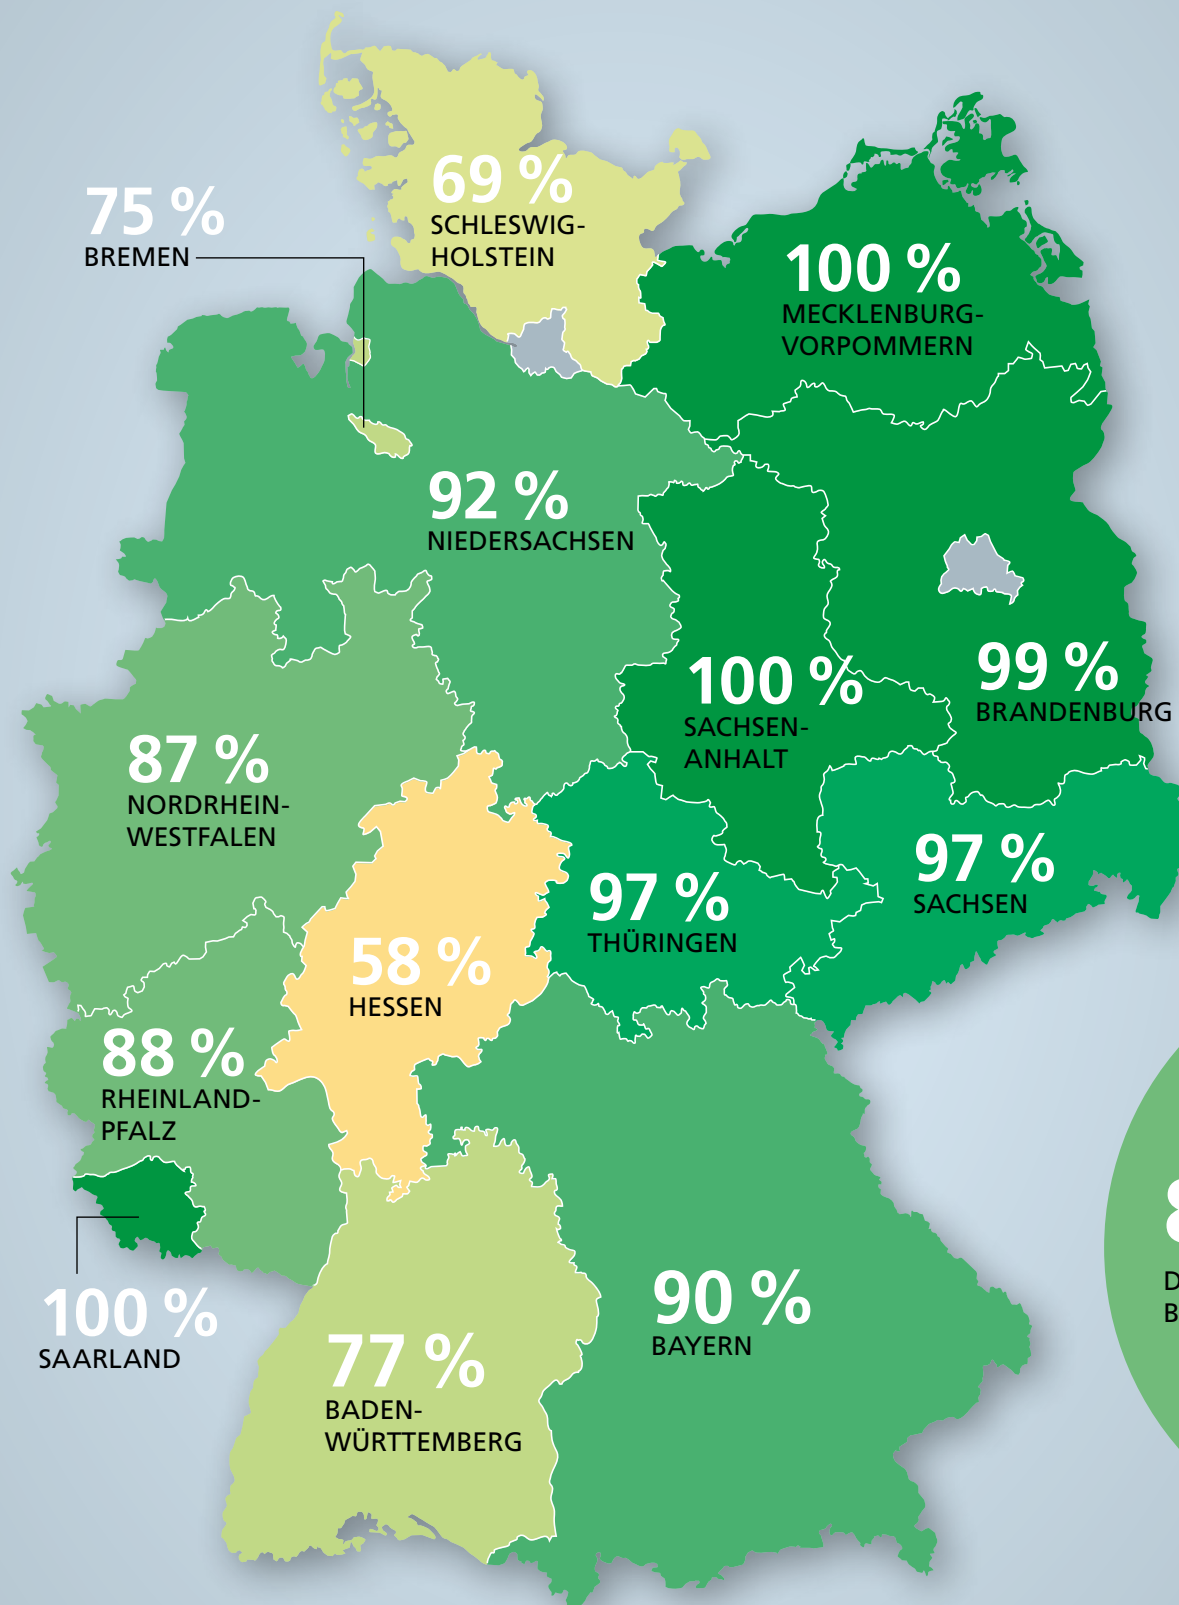 69 %
SCHLESWIG-
HOLSTEIN
75 %
BREMEN
100 %
MECKLENBURG-
VORPOMMERN
92 %
NIEDERSACHSEN
99 %
BRANDENBURG
100 %
SACHSEN-
ANHALT
87 %
NORDRHEIN-
WESTFALEN
97 %
SACHSEN
97 %
THÜRINGEN
58 %
HESSEN
88 %
RHEINLAND-
PFALZ
100 %
SAARLAND
90 %
BAYERN
77 %
BADEN-
WÜRTTEMBERG